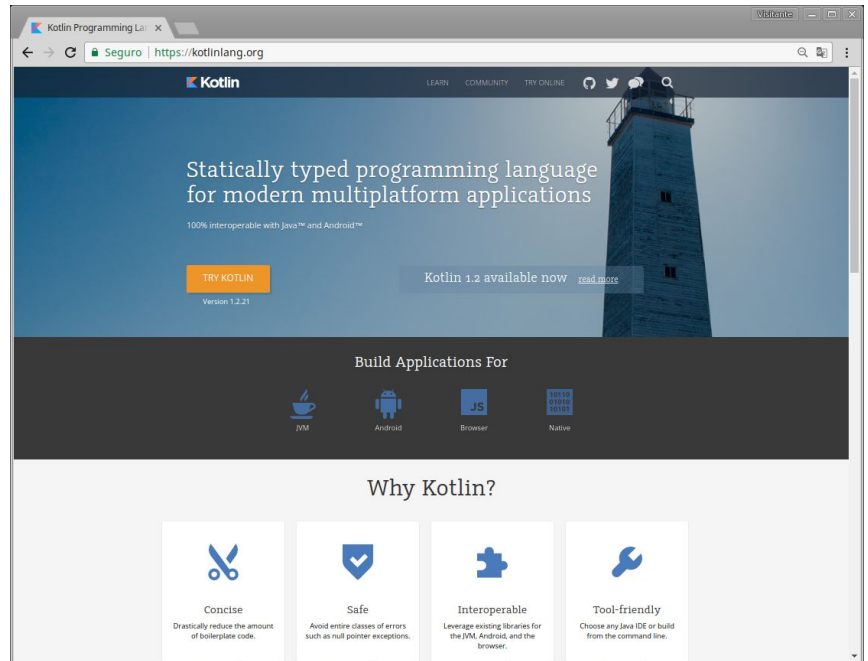 Visitante
Kotlin Programming Lan
Seguro | https://kotlinlang.org
Kotlin
LEARN COMMUNITY TRY ONLINE
Statically typed programming language
for modern multiplatform applications
100% interoperable with Java™ and Android™
TRY KOTLIN
Kotlin 1.2 available now read more
Version 1.2.21
Build Applications For
JS
10110
01010
10101
JVM Android Browser Native
Why Kotlin?
Concise
Drastically reduce the amount
of boilerplate code.
Safe
Avoid entire classes of errors
such as null pointer exceptions.
Interoperable
Leverage existing libraries for
the JVM, Android, and the
browser.
Tool-friendly
Choose any Java IDE or build
from the command line.